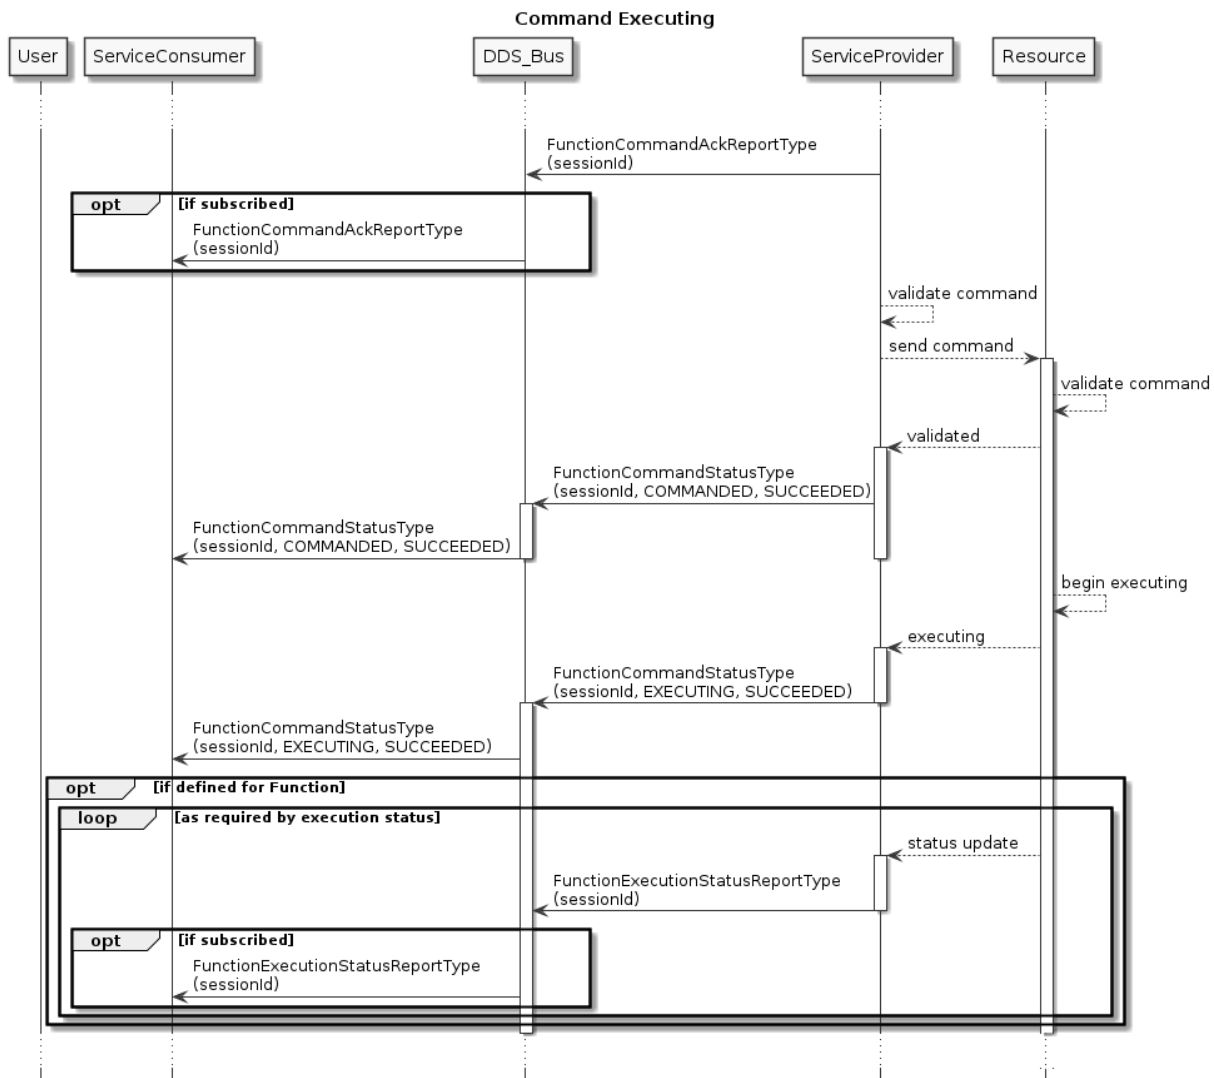 Command Executing
User
ServiceConsumer
DDS_Bus
ServiceProvider
Resource
FunctionCommandAckReportType
(sessionId)
opt
[if subscribed]
FunctionCommandAckReportType
(sessionId)
validate command
send command
validate command
validated
FunctionCommandStatusType
(sessionId, COMMANDED, SUCCEEDED)
FunctionCommandStatusType
(sessionId, COMMANDED, SUCCEEDED)
begin executing
executing
FunctionCommandStatusType
(sessionId, EXECUTING, SUCCEEDED)
FunctionCommandStatusType
(sessionId, EXECUTING, SUCCEEDED)
opt
[if defined for Function]
loop
[as required by execution status]
status update
FunctionExecutionStatusReportType
(sessionId)
opt
[if subscribed]
FunctionExecutionStatusReportType
(sessionId)